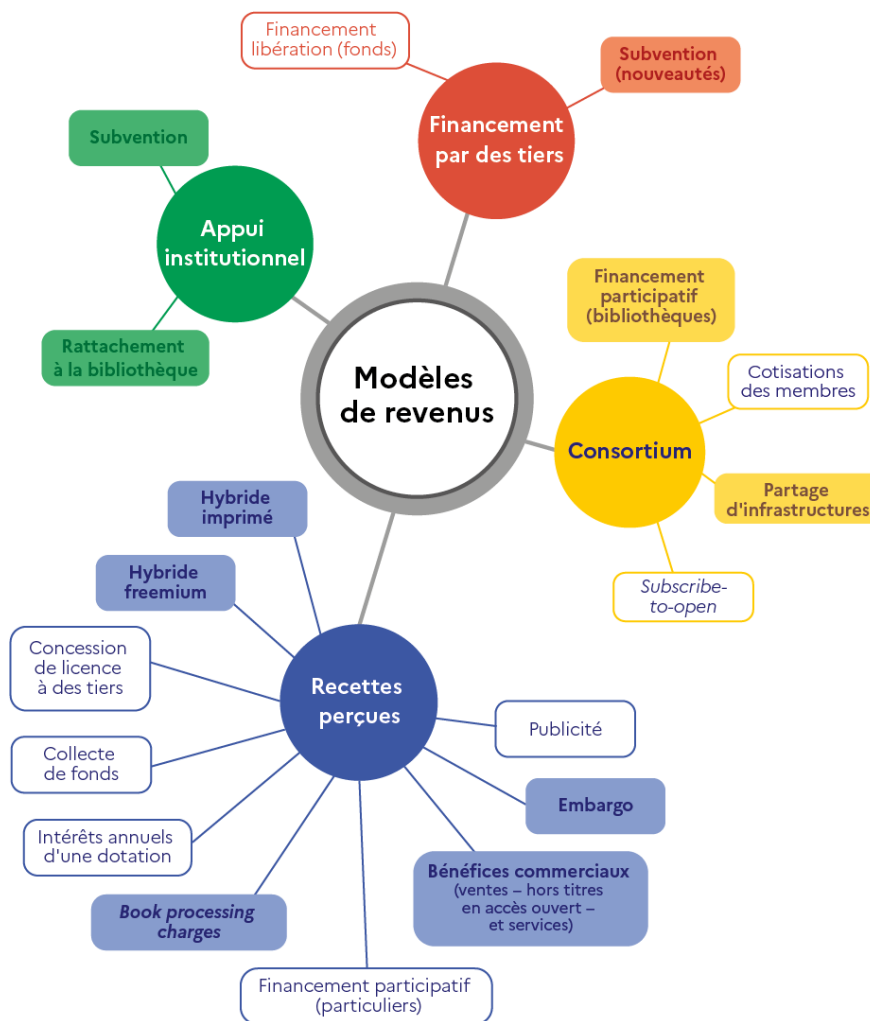 Financement
libération (fonds)
Subvention
(nouveautés)
Financement
par des tiers
Subvention
Appui
institutionnel
Rattachement
à la bibliothèque
Modèles
de revenus
Financement
participatif
(bibliothèques)
Cotisations
des membres
Consortium
Partage
d'infrastructures
Subscribe-
to-open
Hybride
imprimé
Hybride
freemium
Concession
de licence
à des tiers
Recettes
perçues
Publicité
Collecte
de fonds
Embargo
Intérêts annuels
d'une dotation
Bénéfices commerciaux
(ventes – hors titres
en accès ouvert –
et services)
Book processing
charges
Financement participatif
(particuliers)